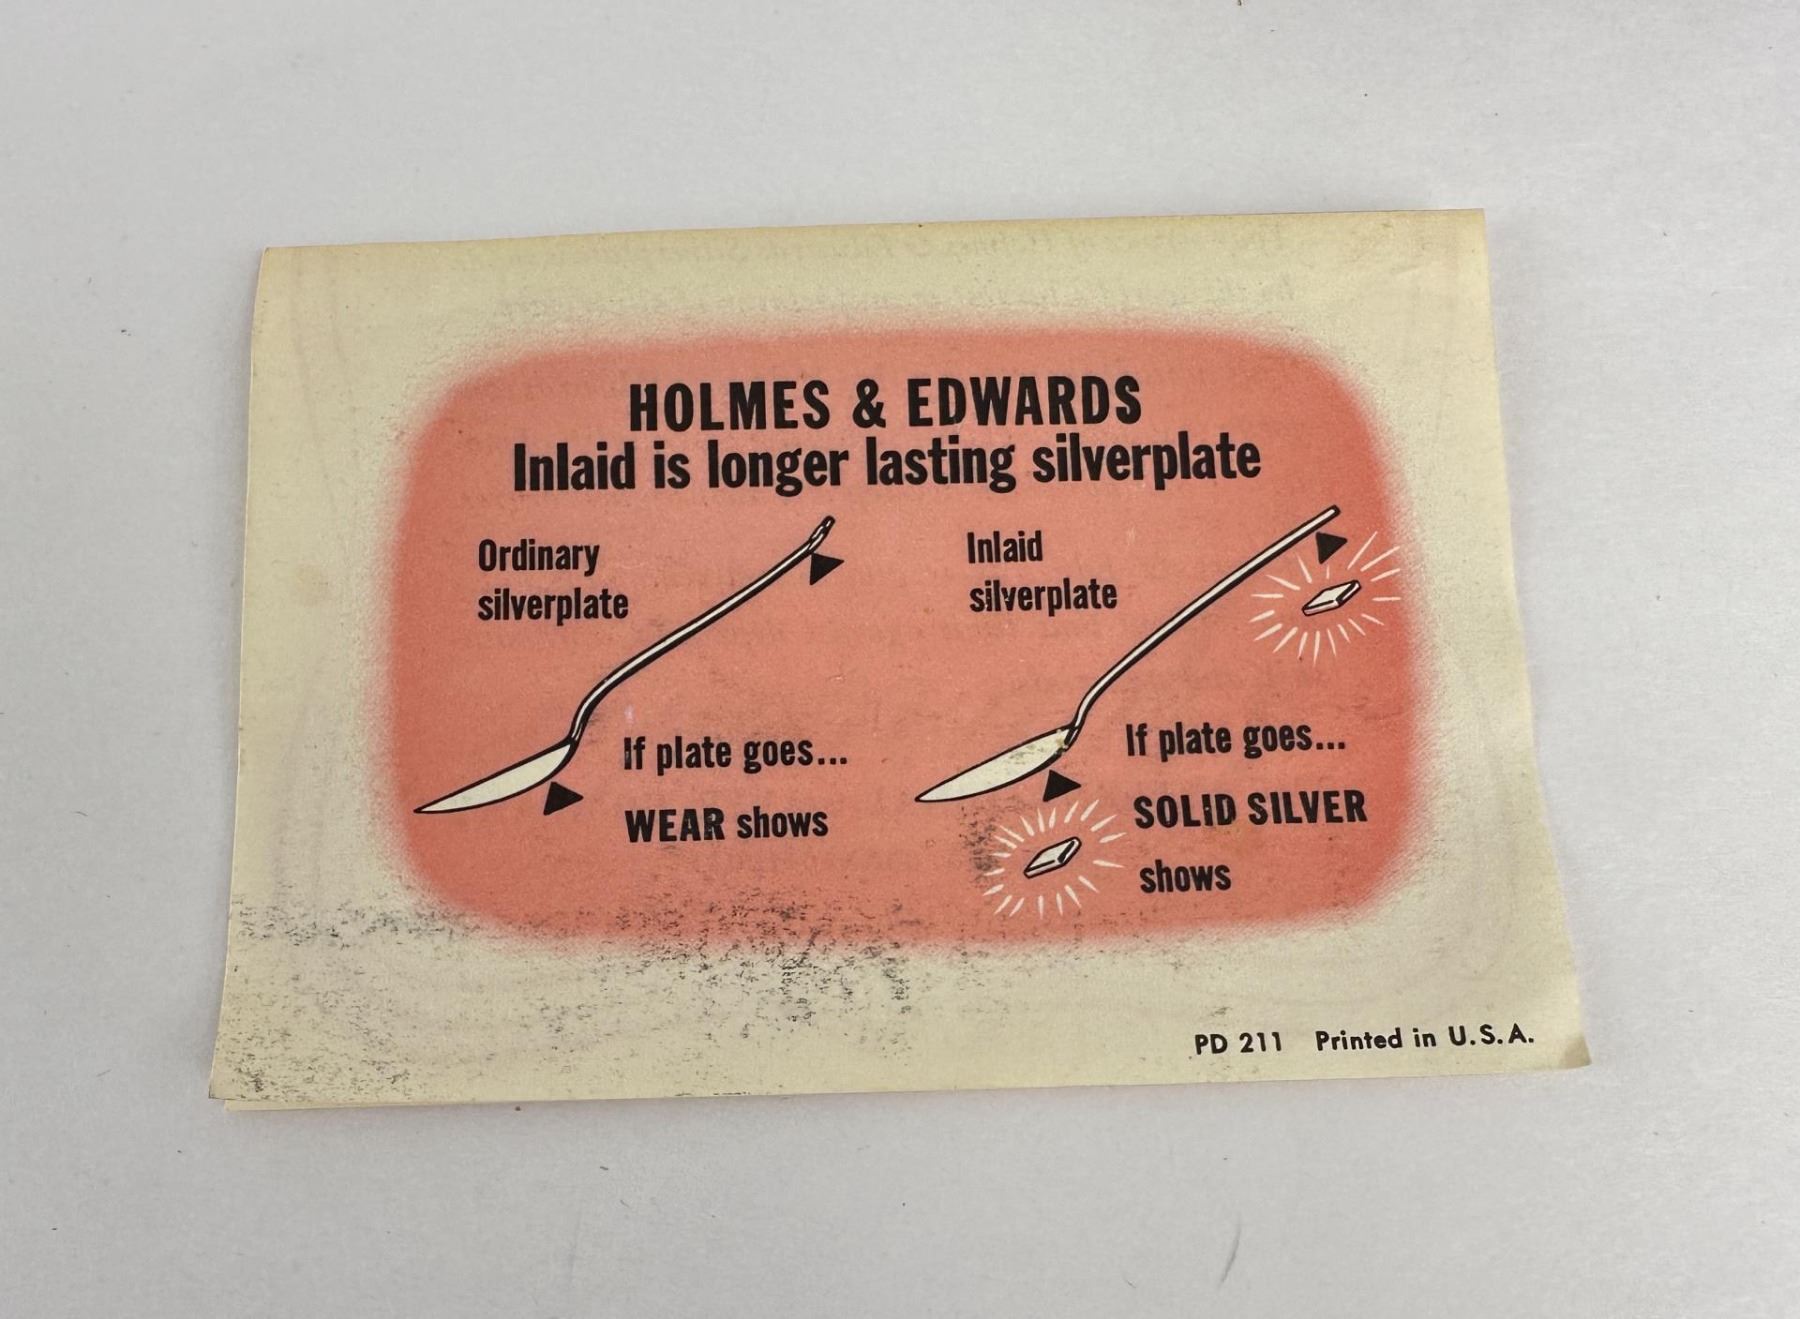 HOLMES & EDWARDS
Inlaid is longer lasting silverplate
Ordinary
silverplate
If plate goes...
WEAR shows
Inlaid
silverplate
If plate goes...
SOLID SILVER
shows
PD 211 Printed in U.S.A.